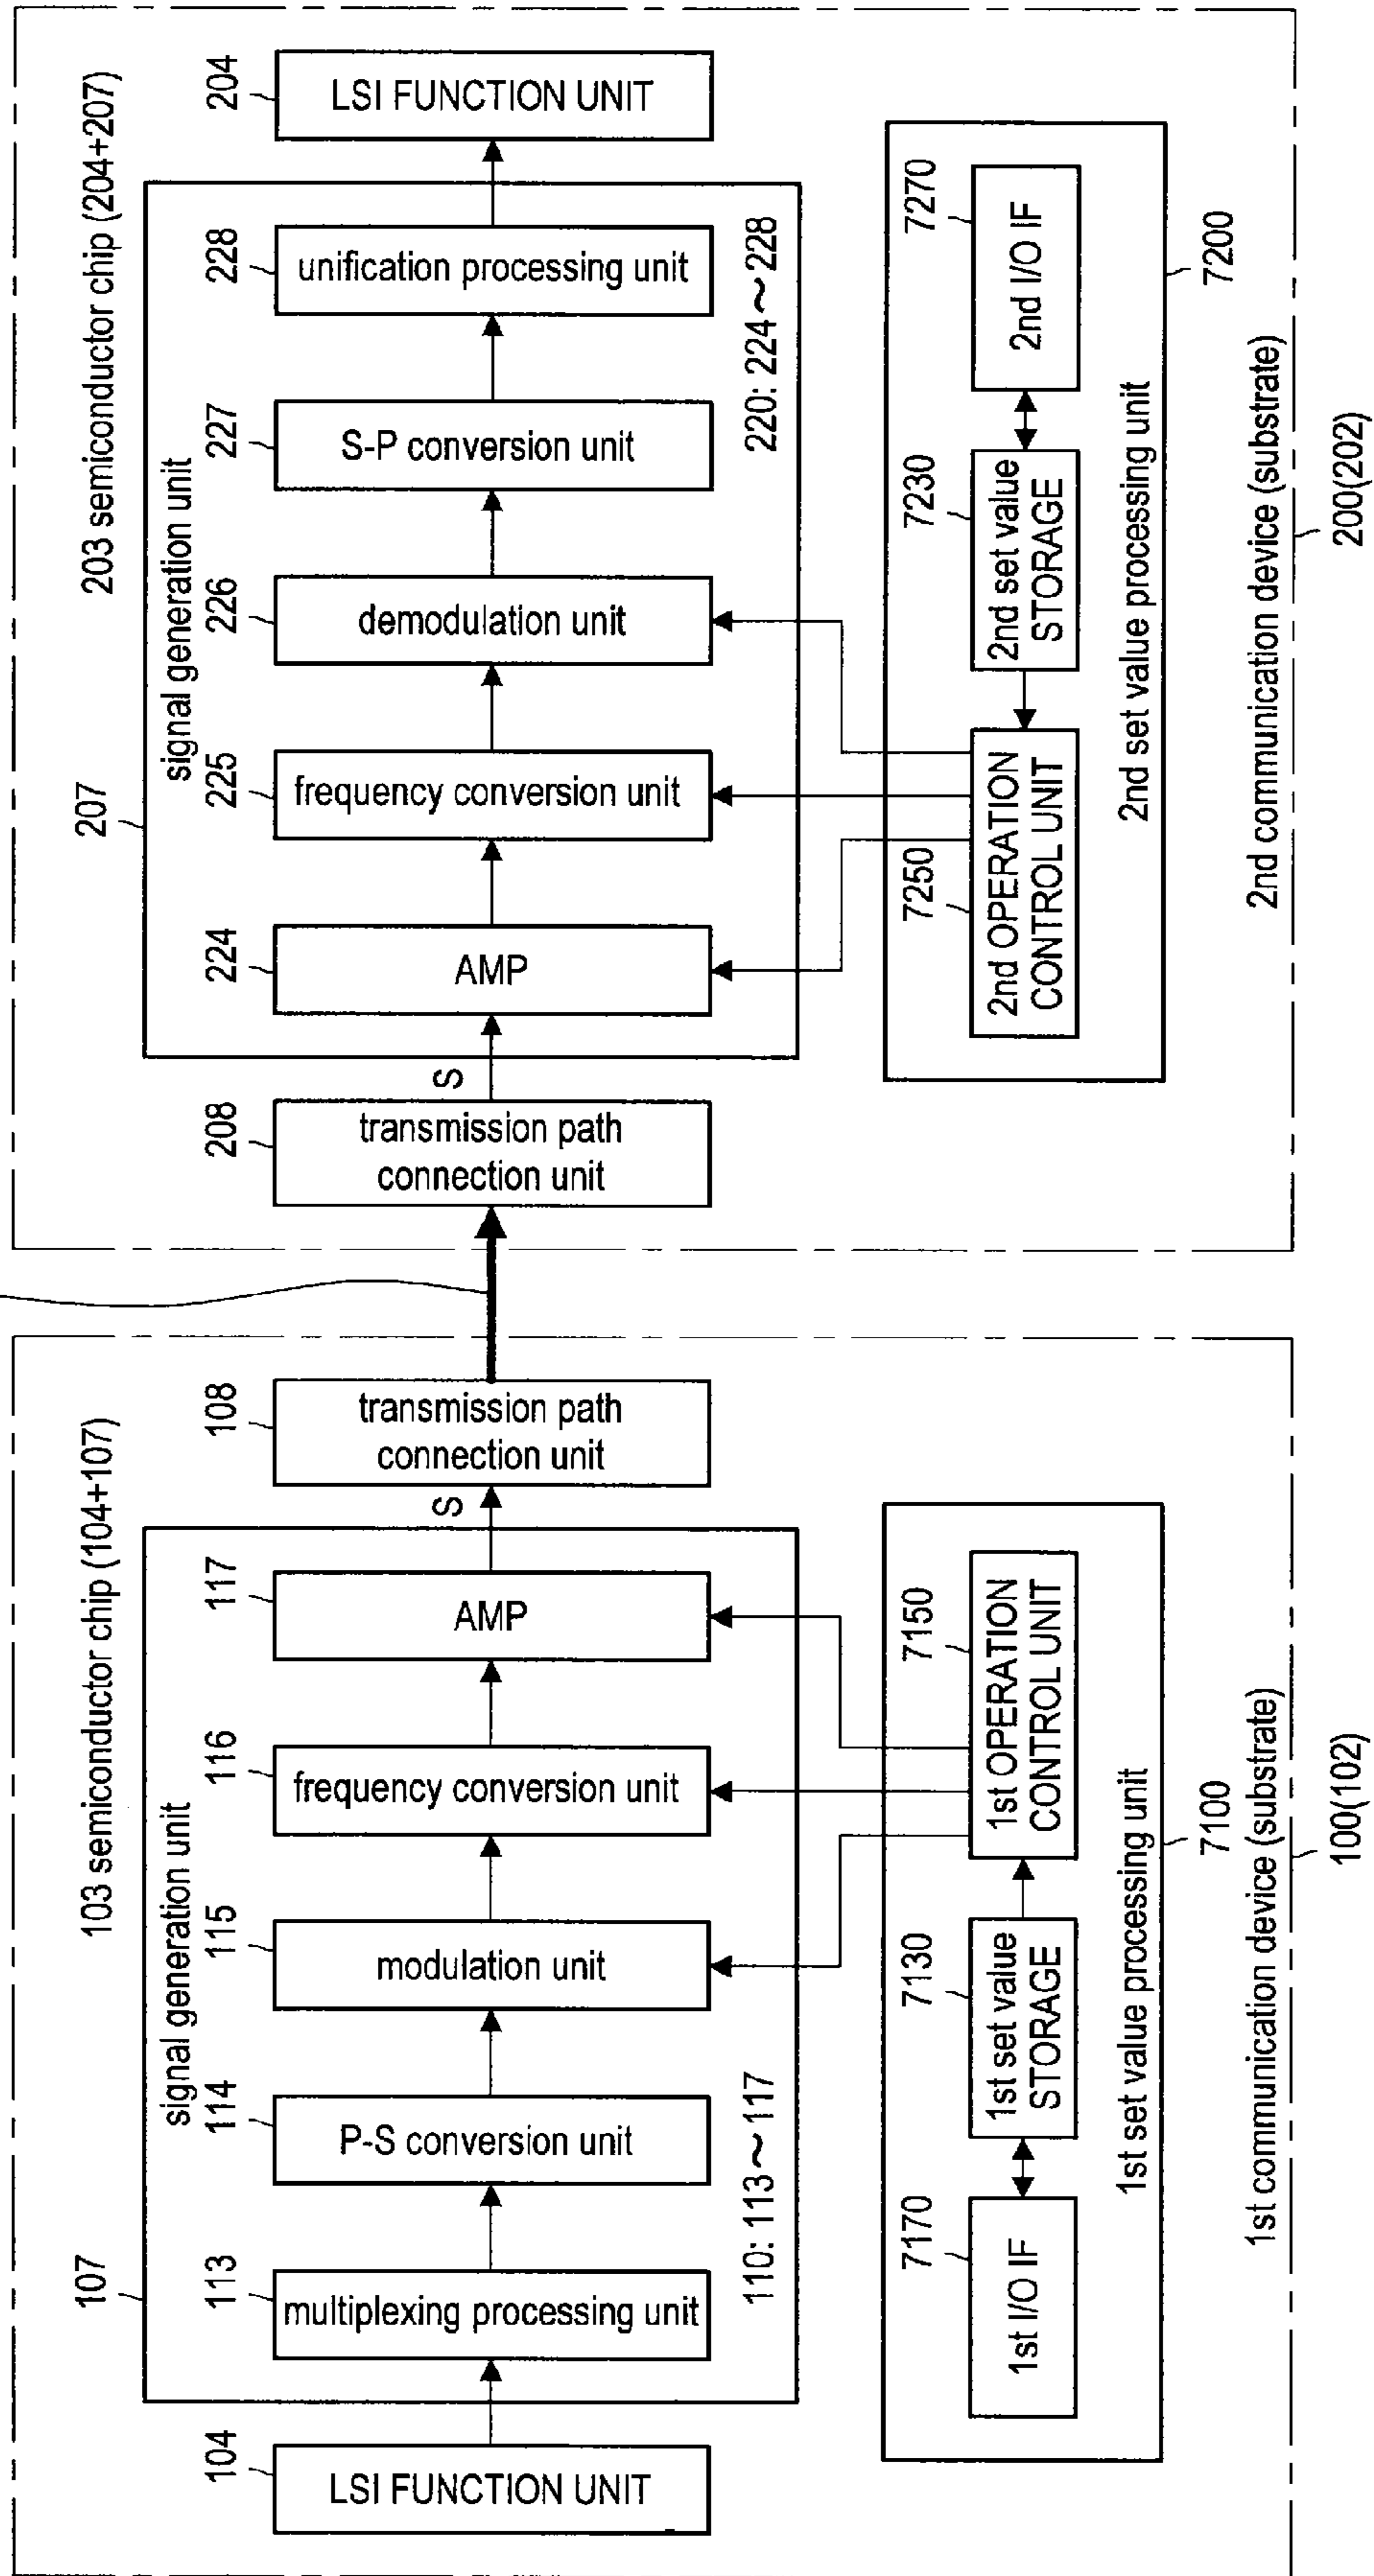 103 semiconductor chip (104+107)
107
signal generation unit
104
LSI FUNCTION UNIT
113
multiplexing processing unit
114
P-S conversion unit
115
modulation unit
116
frequency conversion unit
117
AMP
110: 113～117
S
108
transmission path
connection unit
7170
1st I/O IF
7130
1st set value
STORAGE
7150
1st OPERATION
CONTROL UNIT
1st set value processing unit
7100
1st communication device (substrate)
100(102)
203 semiconductor chip (204+207)
207
signal generation unit
208
transmission path
connection unit
S
224
AMP
225
frequency conversion unit
226
demodulation unit
227
S-P conversion unit
228
unification processing unit
220: 224～228
204
LSI FUNCTION UNIT
7250
2nd OPERATION
CONTROL UNIT
7230
2nd set value
STORAGE
7270
2nd I/O IF
2nd set value processing unit
7200
2nd communication device (substrate)
200(202)